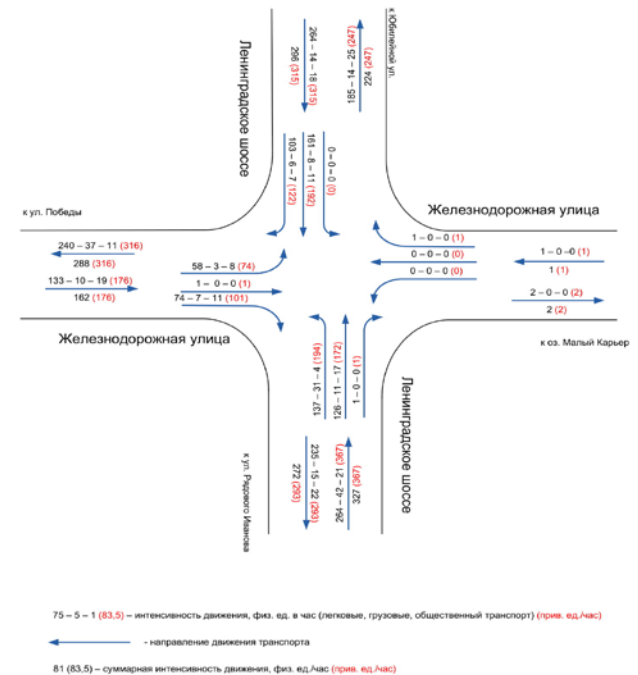 к Юбилейной ул.
Ленинградское шоссе
264 – 14 – 18 (315)
296 (315)
185 – 14 – 25 (247)
224 (247)
103 – 6 – 7 (122)
161 – 8 – 11 (192)
0 – 0 – 0 (0)
к ул. Победы
Железнодорожная улица
240 – 37 – 11 (316)
288 (316)
133 – 10 – 19 (176)
162 (176)
58 – 3 – 8 (74)
1 – 0 – 0 (1)
74 – 7 – 11 (101)
1 – 0 – 0 (1)
0 – 0 – 0 (0)
0 – 0 – 0 (0)
1 – 0 –0 (1)
1 (1)
2 – 0 – 0 (2)
2 (2)
Железнодорожная улица
к оз. Малый Карьер
137 – 31 – 4 (194)
126 – 11 – 17 (172)
1 – 0 – 0 (1)
Ленинградское шоссе
к ул. Рядового Иванова
235 – 15 – 22 (293)
272 (293)
264 – 42 – 21 (367)
327 (367)
75 – 5 – 1 (83,5) – интенсивность движения, физ. ед. в час (легковые, грузовые, общественный транспорт) (прив. ед./час)
- направление движения транспорта
81 (83,5) – суммарная интенсивность движения, физ. ед./час (прив. ед./час)